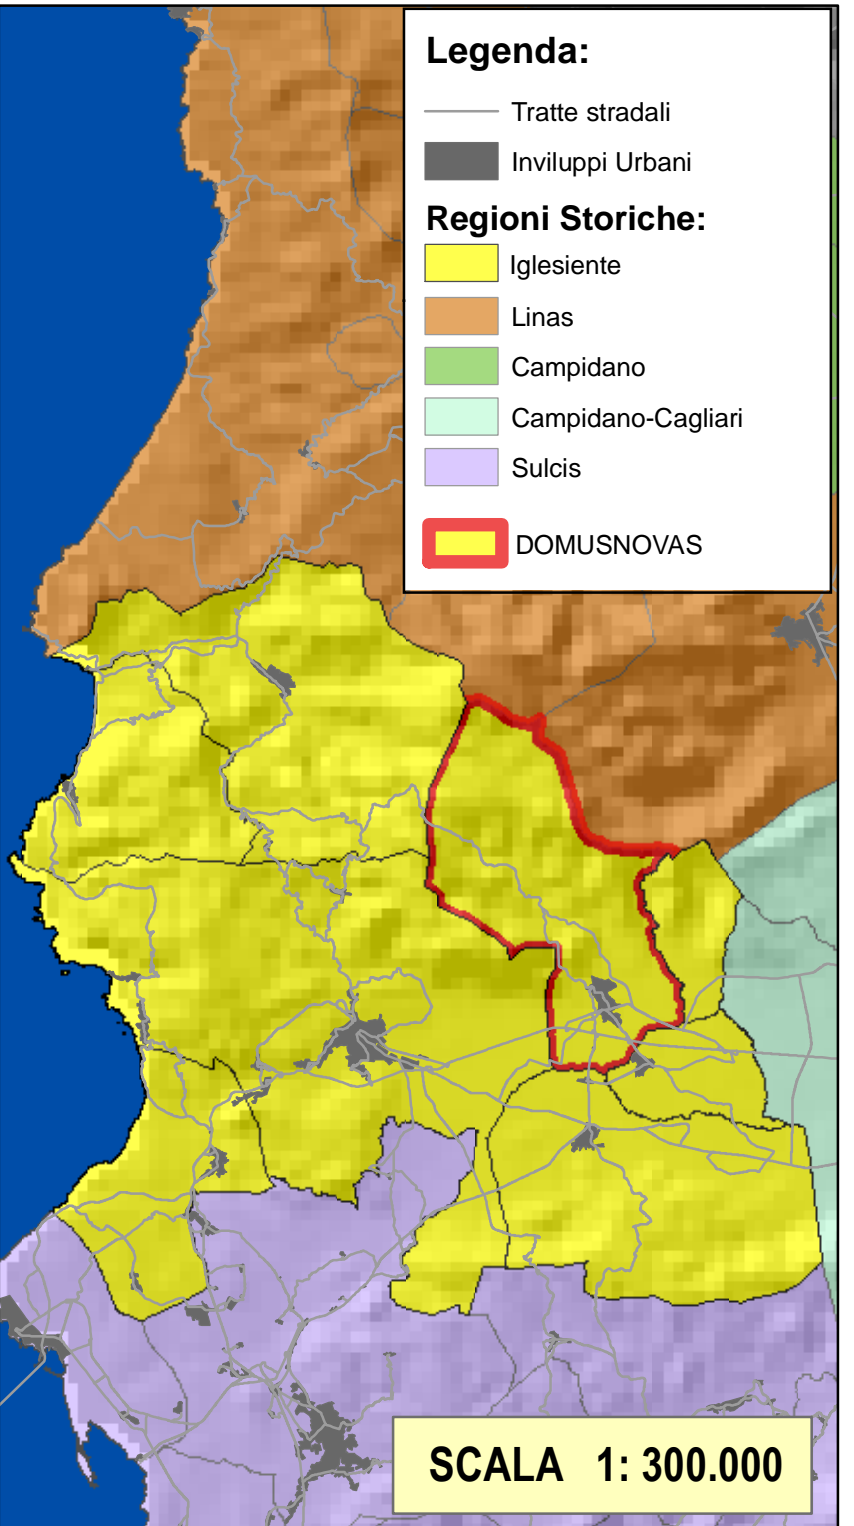 Legenda:
Tratte stradali
Inviluppi Urbani
Regioni Storiche:
Iglesiente
Linas
Campidano
Campidano-Cagliari
Sulcis
DOMUSNOVAS
SCALA 1: 300.000